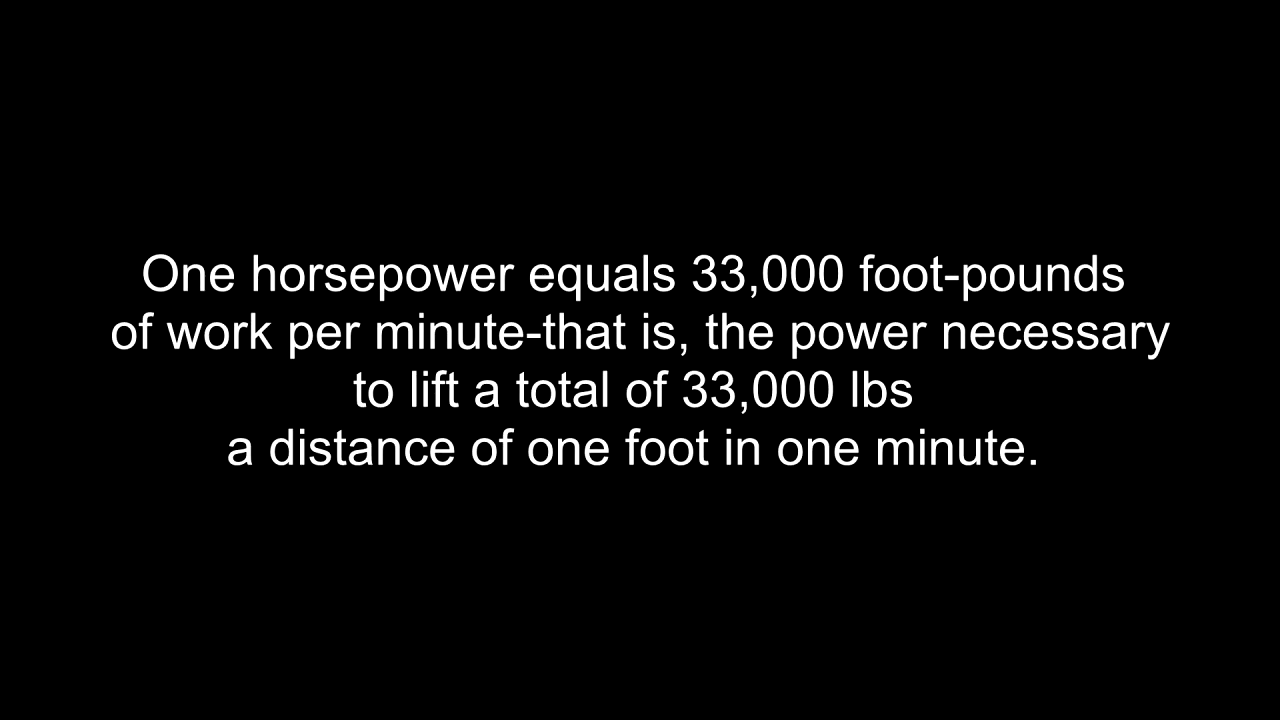 One horsepower equals 33,000 foot-pounds
of work per minute-that is, the power necessary
to lift a total of 33,000 lbs
a distance of one foot in one minute.